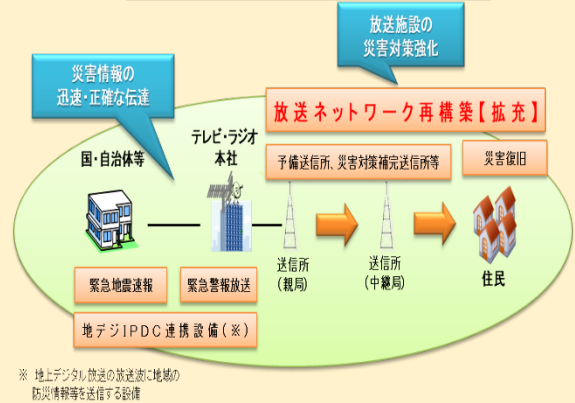 放送施設の
災害対策強化
災害情報の
迅速・正確な伝達
放送ネットワーク再構築【拡充】
テレビ・ラジオ
本社
国・自治体等
予備送信所、災害対策補完送信所等
災害復旧
送信所
(親局)
送信所
(中継局)
住民
緊急地震速報
緊急警報放送
地デジIPDC連携設備(※)
※ 地上デジタル放送の放送波に地域の
防災情報等を送信する設備